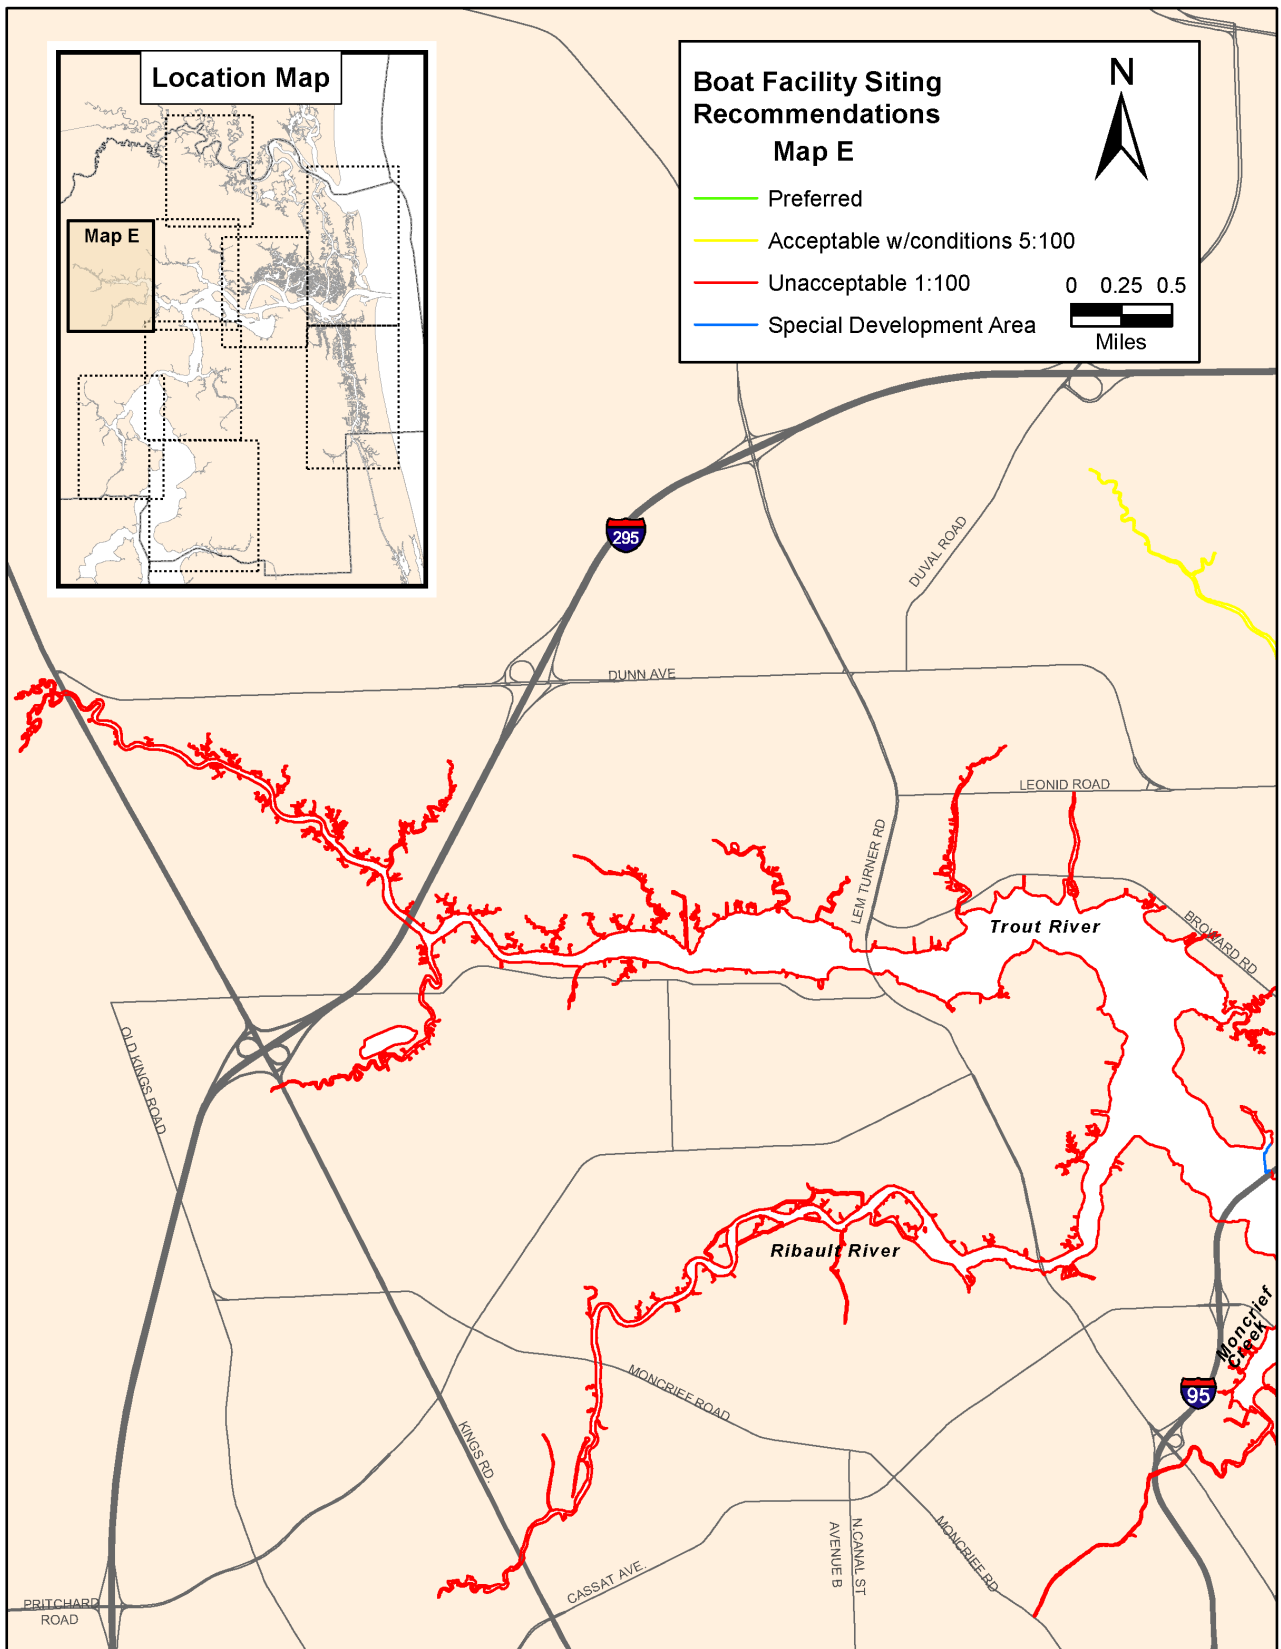 Location Map
Map E
Boat Facility Siting
Recommendations
Map E
N
Preferred
Acceptable w/conditions 5:100
Unacceptable 1:100
Special Development Area
0 0.25 0.5
Miles
295
DUVAL ROAD
DUNN AVE
LEONID ROAD
LEM TURNER RD
Trout River
BROWARD RD
OLD KINGS ROAD
Ribault River
Moncrief
Creek
MONCRIEF ROAD
95
KINGS RD.
CASSAT AVE.
N.CANAL ST
AVENUE B
MONCRIEF RD
PRITCHARD
ROAD